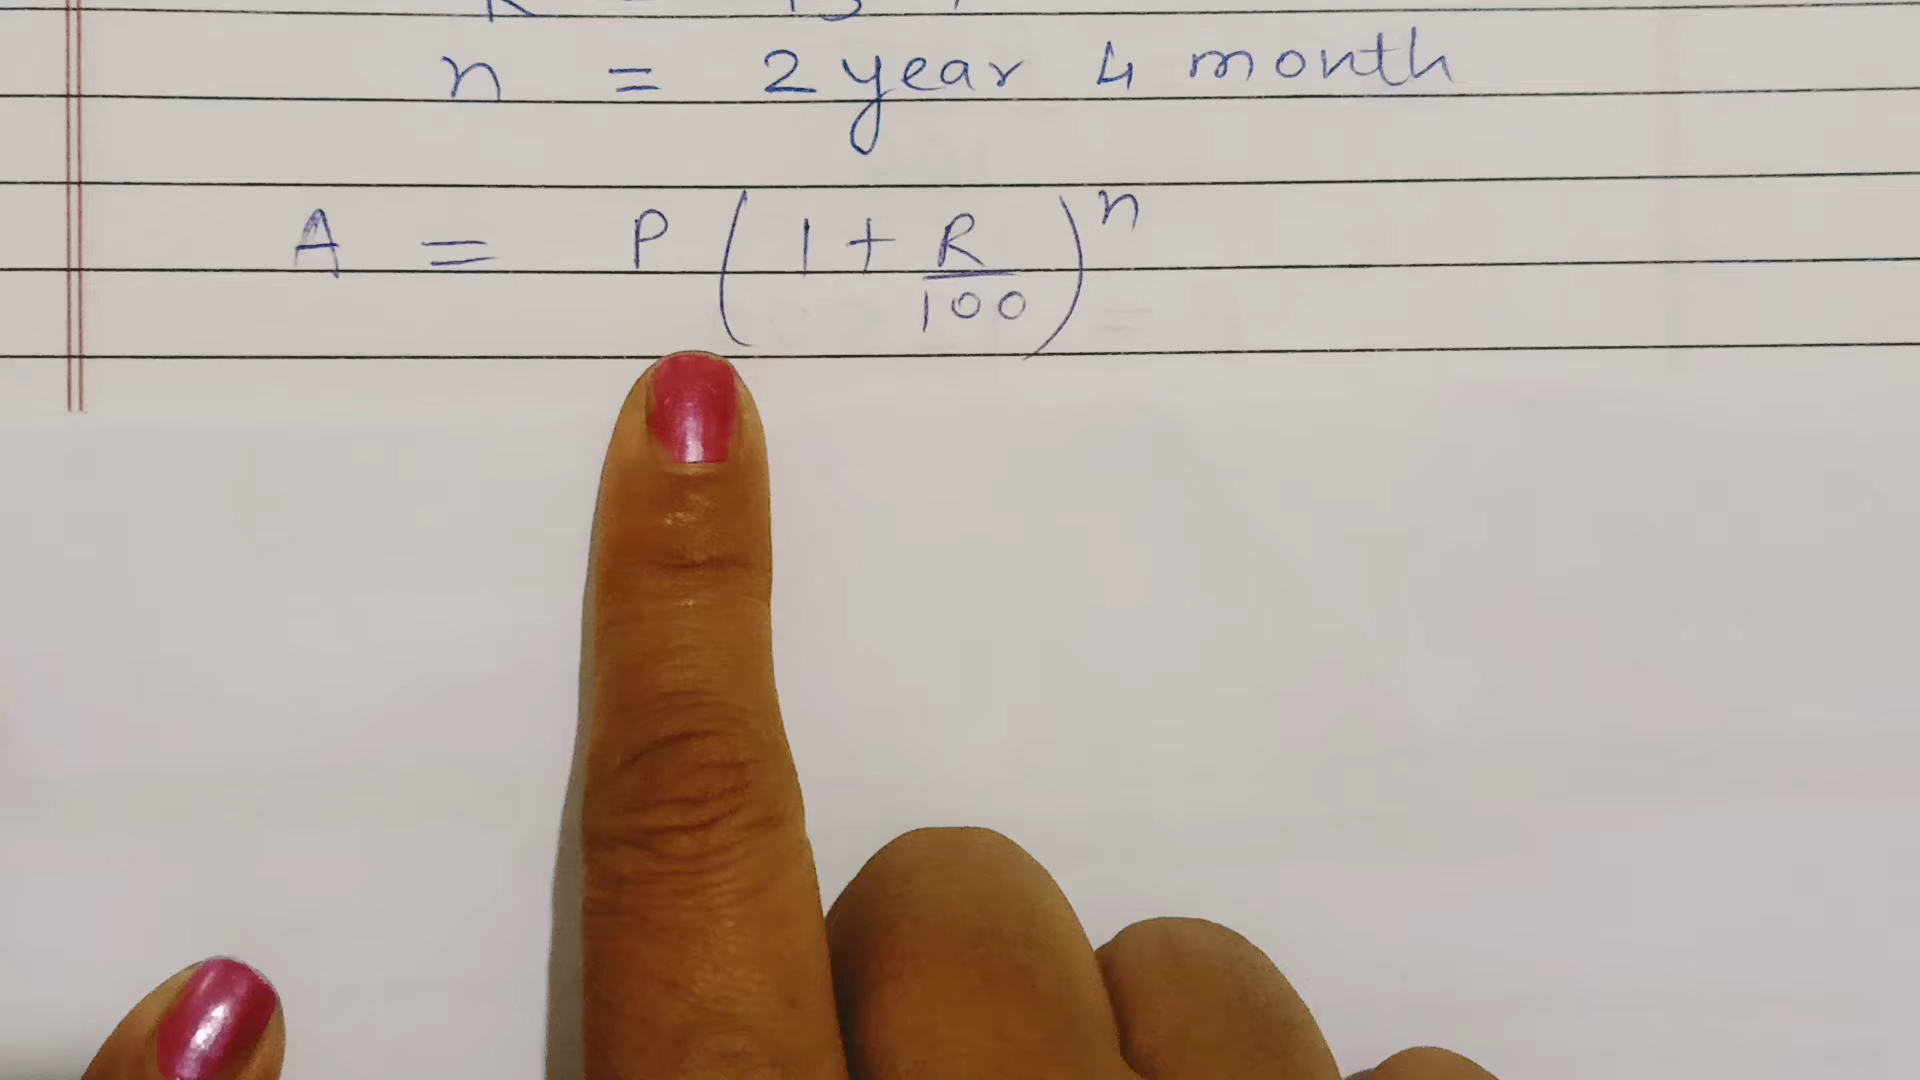 n = 2 year 4 month
A = P ( 1 + R/100 )^n